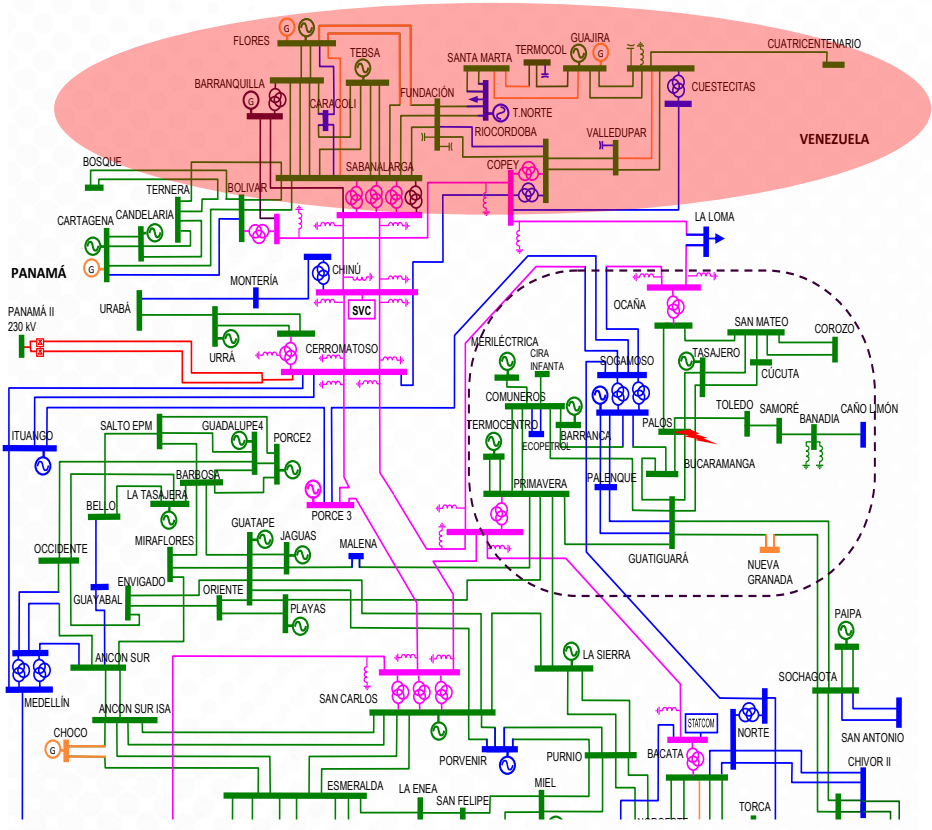 FLORES
G
TEBSA
SANTA MARTA
TERMOCOL
GUAJIRA
G
CUATRICENTENARIO
BARRANQUILLA
G
CARACOLI
FUNDACIÓN
T.NORTE
CUESTECITAS
RIOCORDOBA
VALLEDUPAR
VENEZUELA
BOSQUE
TERNERA
BOLIVAR
SABANALARGA
COPEY
CARTAGENA
CANDELARIA
G
LA LOMA
PANAMÁ
MONTERÍA
CHINÚ
OCAÑA
PANAMÁ II
230 kV
URABÁ
SVC
URRÁ
CERROMATOSO
MERILÉCTRICA
CIRA
INFANTA
SOGAMOSO
SAN MATEO
COROZO
TASAJERO
CÚCUTA
COMUNEROS
TERMOCENTRO
ECOPETROL
BARRANCA
PALOS
TOLEDO
SAMORÉ
BANADIA
CAÑO LIMÓN
ITUANGO
SALTO EPM
GUADALUPE4
PORCE2
BARBOSA
LA TASAJERA
BELLO
PRIMAVERA
PALENQUE
BUCARAMANGA
PORCE 3
MIRAFLORES
GUATAPE
JAGUAS
MALENA
OCCIDENTE
GUATIGUARÁ
NUEVA
GRANADA
ENVIGADO
GUAYABAL
ORIENTE
PLAYAS
PAIPA
ANCON SUR
LA SIERRA
SOCHAGOTA
MEDELLÍN
SAN CARLOS
ANCON SUR ISA
STATCOM
NORTE
SAN ANTONIO
CHOCO
G
PORVENIR
PURNIO
BACATA
CHIVOR II
ESMERALDA
LA ENEA
SAN FELIPE
MIEL
TORCA